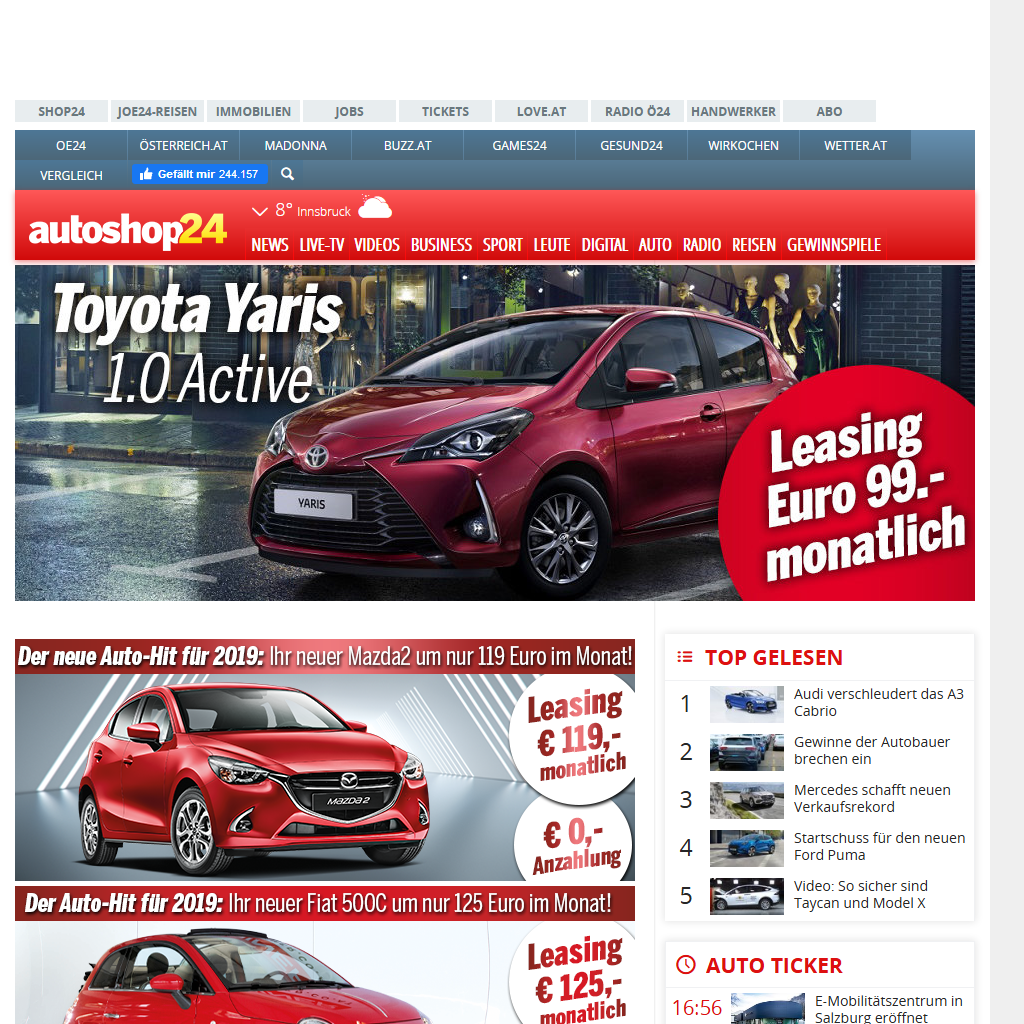 SHOP24 JOE24-REISEN IMMOBILIEN JOBS TICKETS LOVE.AT RADIO Ö24 HANDWERKER ABO
OE24 ÖSTERREICH.AT MADONNA BUZZ.AT GAMES24 GESUND24 WIRKOCHEN WETTER.AT
VERGLEICH Gefällt mir 244.157
autoshop24
8° Innsbruck
NEWS LIVE-TV VIDEOS BUSINESS SPORT LEUTE DIGITAL AUTO RADIO REISEN GEWINNSPIELE
Toyota Yaris
1.0 Active
YARIS
Leasing
Euro 99.-
monatlich
Der neue Auto-Hit für 2019: Ihr neuer Mazda2 um nur 119 Euro im Monat!
Leasing
€ 119,-
monatlich
MAZDA 2
€ 0,-
Anzahlung
Der Auto-Hit für 2019: Ihr neuer Fiat 500C um nur 125 Euro im Monat!
Leasing
€ 125,-
monatlich
TOP GELESEN
1 Audi verschleudert das A3
Cabrio
2 Gewinne der Autobauer
brechen ein
3 Mercedes schafft neuen
Verkaufsrekord
4 Startschuss für den neuen
Ford Puma
5 Video: So sicher sind
Taycan und Model X
AUTO TICKER
16:56 E-Mobilitätszentrum in
Salzburg eröffnet